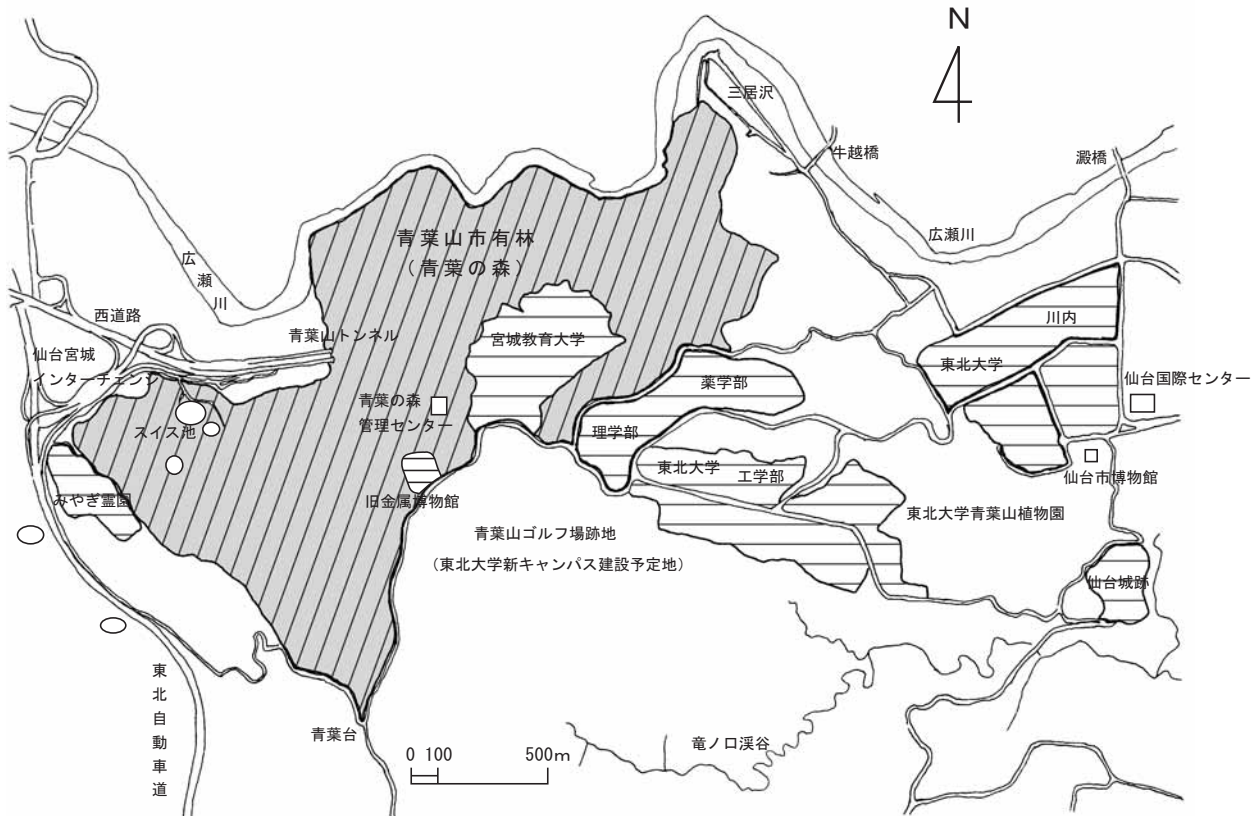 N
三居沢
牛越橋
澱橋
広瀬川
青葉山市有林
（青葉の森）
広瀬川
西道路
青葉山トンネル
宮城教育大学
川内
仙台宮城
インターチェンジ
東北大学
薬学部
仙台国際センター
青葉の森
管理センター
スイス池
理学部
東北大学
工学部
仙台市博物館
みやぎ霊園
旧金属博物館
東北大学青葉山植物園
青葉山ゴルフ場跡地
（東北大学新キャンパス建設予定地）
仙台城跡
東北自動車道
青葉台
竜ノ口渓谷
0 100 500m